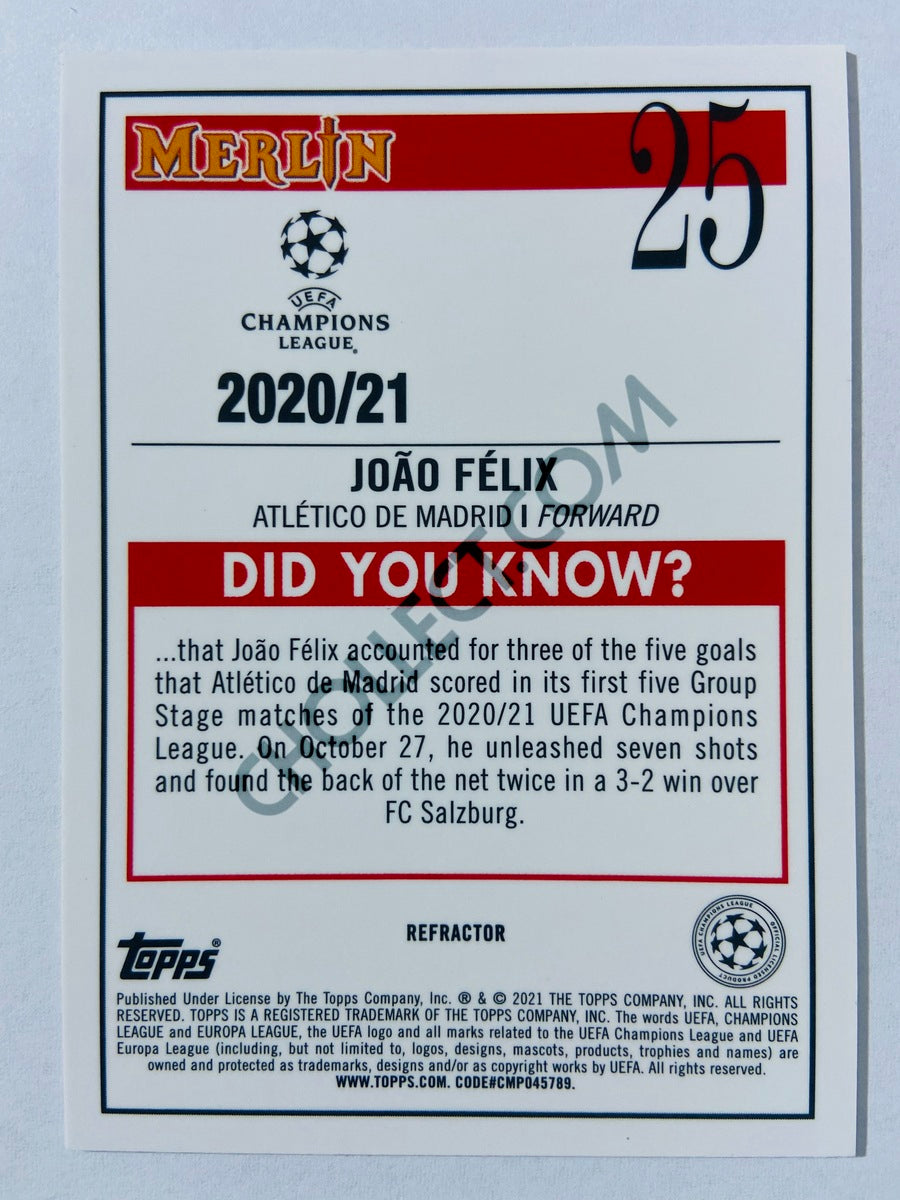 MERLIN
25
UEFA
CHAMPIONS
LEAGUE®
2020/21
JOÃO FÉLIX
ATLÉTICO DE MADRID I FORWARD
DID YOU KNOW?
...that João Félix accounted for three of the five goals
that Atlético de Madrid scored in its first five Group
Stage matches of the 2020/21 UEFA Champions
League. On October 27, he unleashed seven shots
and found the back of the net twice in a 3-2 win over
FC Salzburg.
CHOLLECT.COM
REFRACTOR
Topps®
UEFA CHAMPIONS LEAGUE OFFICIAL LICENSED PRODUCT
Published Under License by The Topps Company, Inc. ® & © 2021 THE TOPPS COMPANY, INC. ALL RIGHTS
RESERVED. TOPPS IS A REGISTERED TRADEMARK OF THE TOPPS COMPANY, INC. The words UEFA, CHAMPIONS
LEAGUE and EUROPA LEAGUE, the UEFA logo and all marks related to the UEFA Champions League and UEFA
Europa League (including, but not limited to, logos, designs, mascots, products, trophies and names) are
owned and protected as trademarks, designs and/or as copyright works by UEFA. All rights reserved.
WWW.TOPPS.COM. CODE#CMP045789.